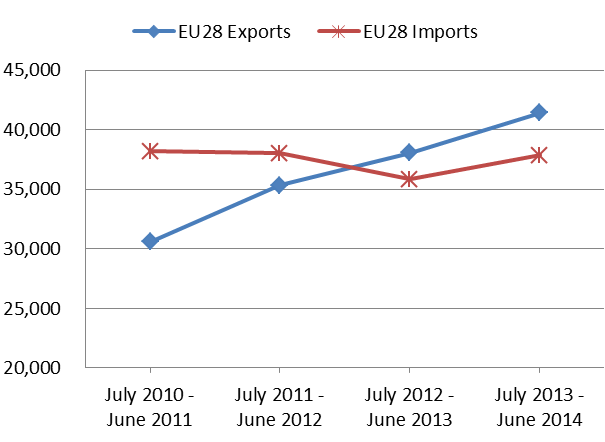 EU28 Exports EU28 Imports
45,000
40,000
35,000
30,000
25,000
20,000
July 2010 - July 2011 - July 2012 - July 2013 -
June 2011 June 2012 June 2013 June 2014